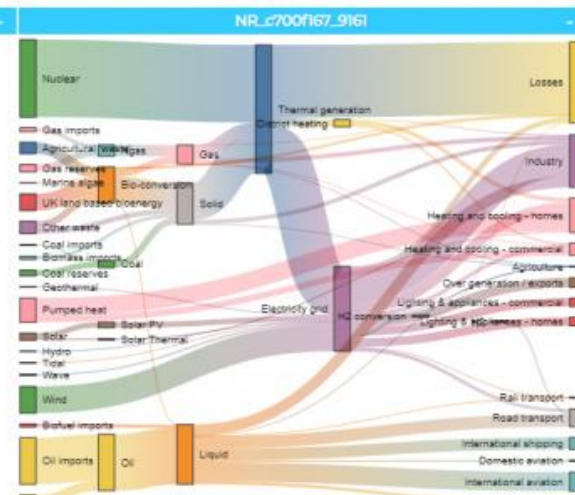 NR_c700f167_9161
Nuclear
Thermal generation
District heating
Losses
Gas imports
Agricultural waste
Ngas
Gas
Gas reserves
Marine algae
Bio-conversion
UK land based bioenergy
Solid
Other waste
Coal imports
Biomass imports
Coal reserves
Coal
Geothermal
Industry
Heating and cooling - homes
Heating and cooling - commercial
Agriculture
Over generation / exports
Lighting & appliances - commercial
Lighting & appliances - homes
Pumped heat
Electricity grid
H2 conversion
H2
Solar
Solar PV
Solar Thermal
Hydro
Tidal
Wave
Wind
Biofuel imports
Oil imports
Oil
Liquid
Rail transport
Road transport
International shipping
Domestic aviation
International aviation